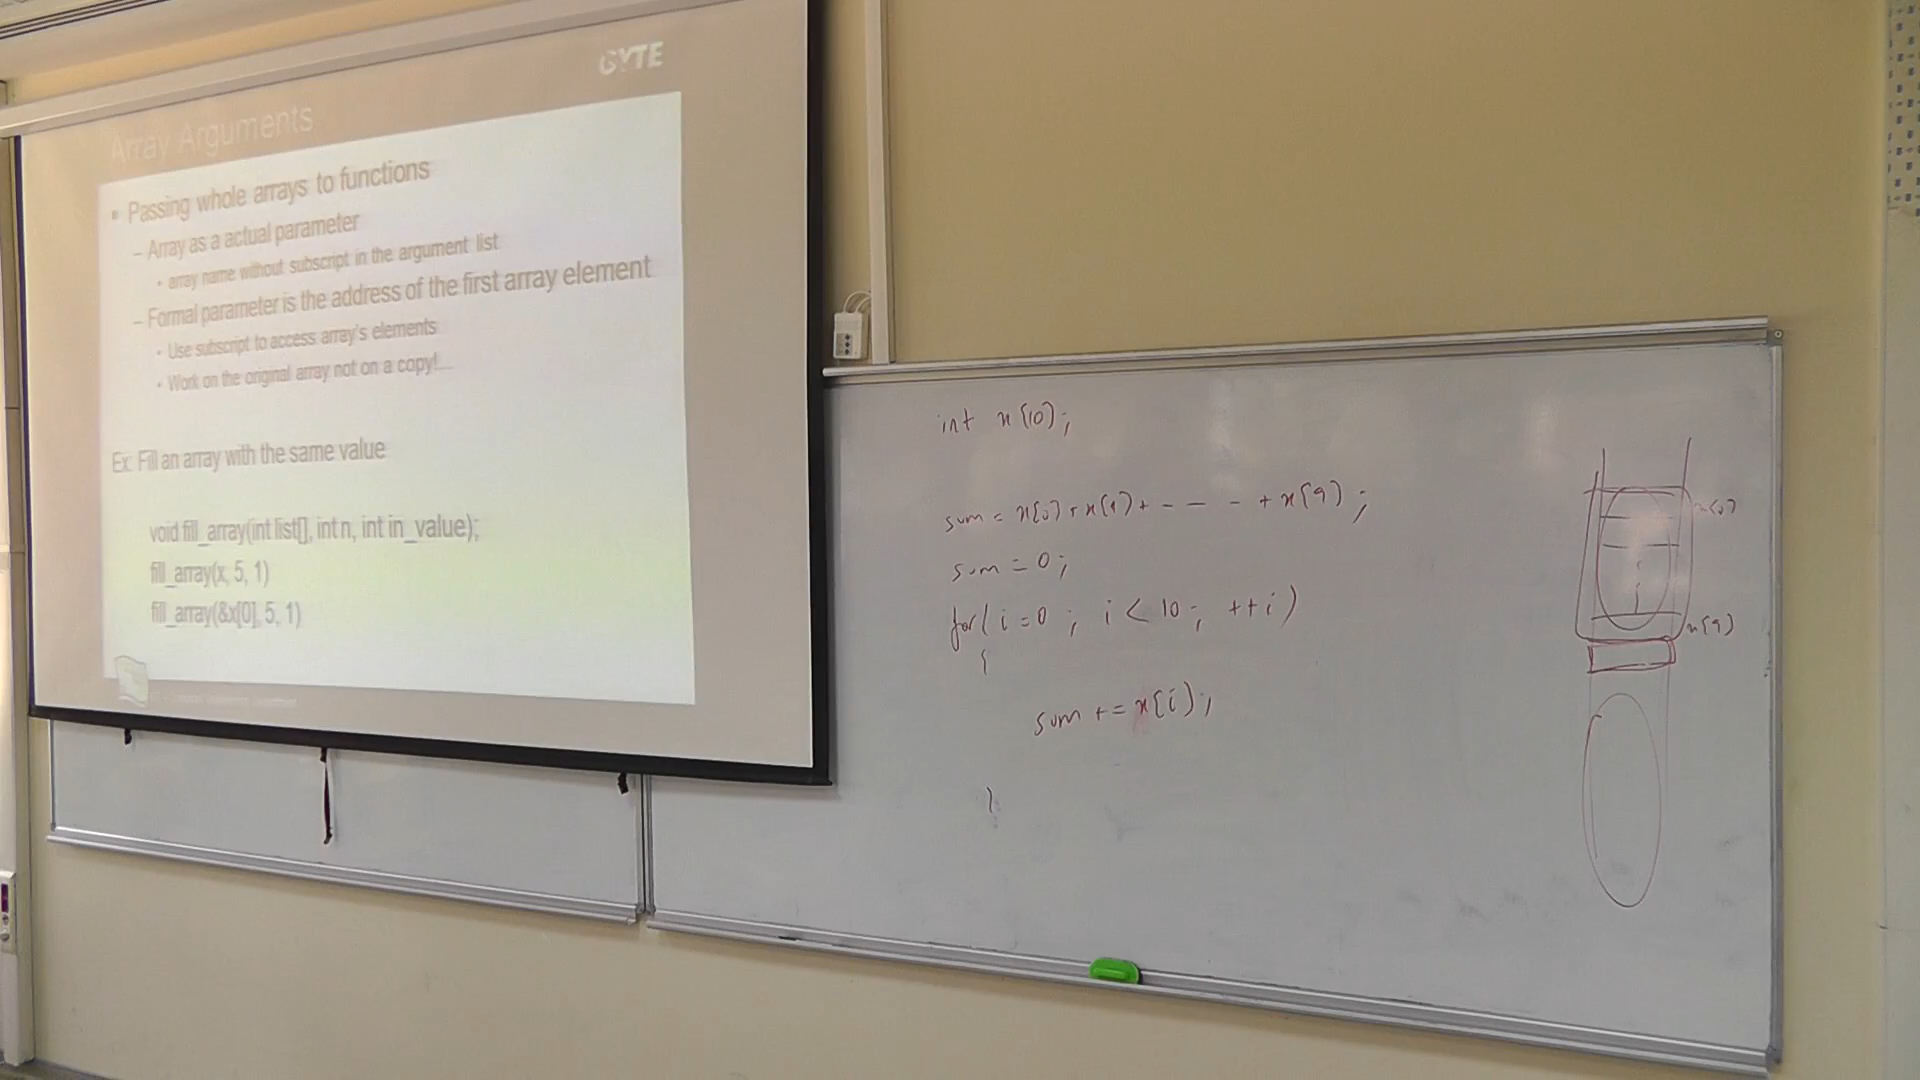 GYTE
Array Arguments
▪ Passing whole arrays to functions
– Array as a actual parameter
• array name without subscript in the argument list
– Formal parameter is the address of the first array element
• Use subscript to access array's elements
• Work on the original array not on a copy!...
Ex: Fill an array with the same value
void fill_array(int list[], int n, int in_value);
fill_array(x, 5, 1)
fill_array(&x[0], 5, 1)
int x[10];
sum = x[0] + x[1] + - - - + x[9];
sum = 0;
for(i=0; i<10; ++i)
{
sum += x[i];
}
x[0]
x[9]